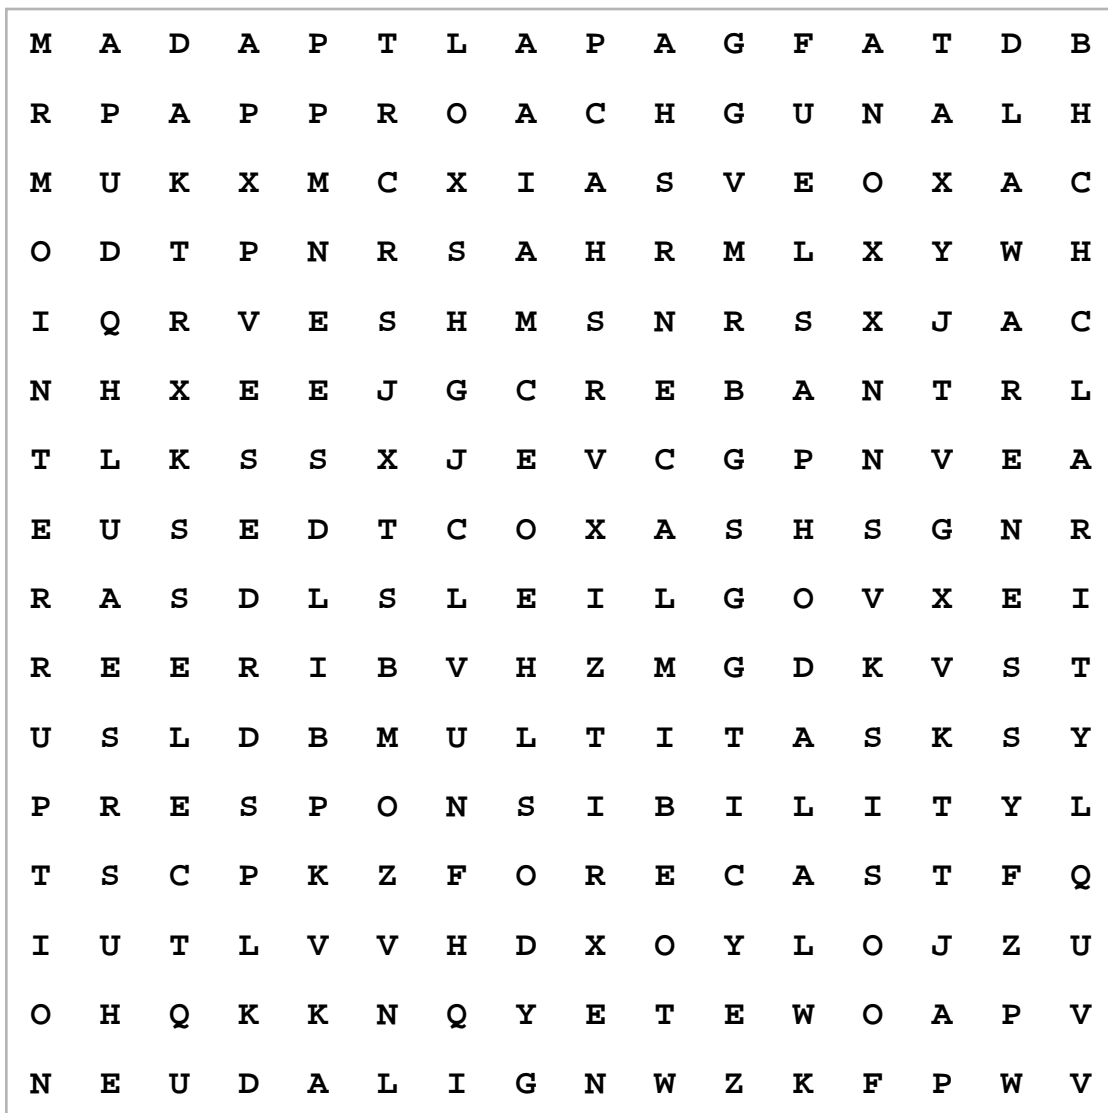 M A D A P T L A P A G F A T D B
R P A P P R O A C H G U N A L H
M U K X M C X I A S V E O X A C
O D T P N R S A H R M L X Y W H
I Q R V E S H M S N R S X J A C
N H X E E J G C R E B A N T R L
T L K S S X J E V C G P N V E A
E U S E D T C O X A S H S G N R
R A S D L S L E I L G O V X E I
R E E R I B V H Z M G D K V S T
U S L D B M U L T I T A S K S Y
P R E S P O N S I B I L I T Y L
T S C P K Z F O R E C A S T F Q
I U T L V V H D X O Y L O J Z U
O H Q K K N Q Y E T E W O A P V
N E U D A L I G N W Z K F P W V